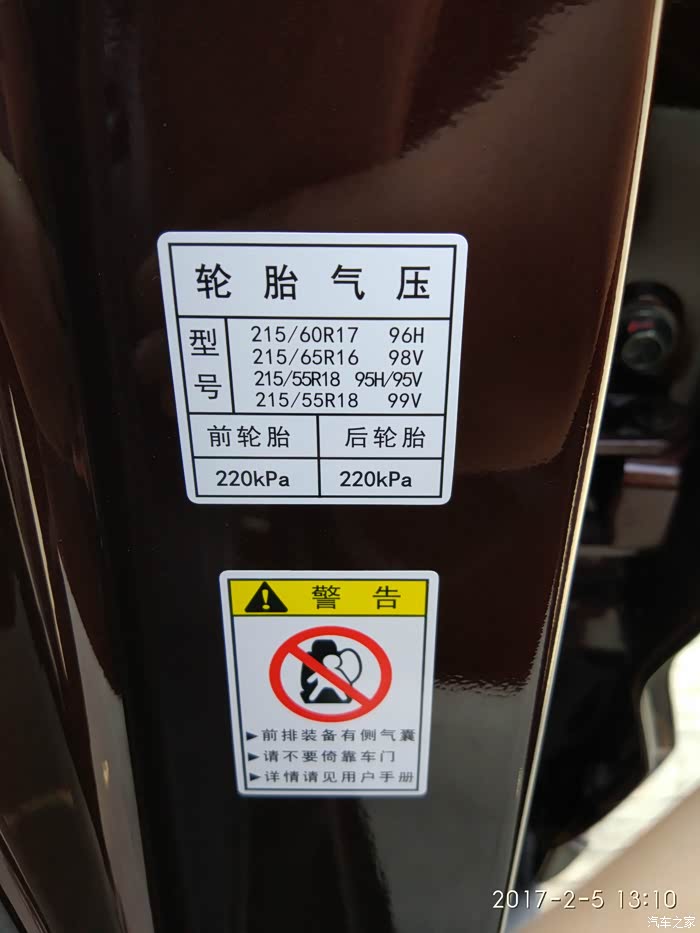 轮胎气压
型号
215/60R17 96H
215/65R16 98V
215/55R18 95H/95V
215/55R18 99V
前轮胎 后轮胎
220kPa 220kPa
警告
前排装备有侧气囊
请不要倚靠车门
详情请见用户手册
2017-2-5 13:10
汽车之家